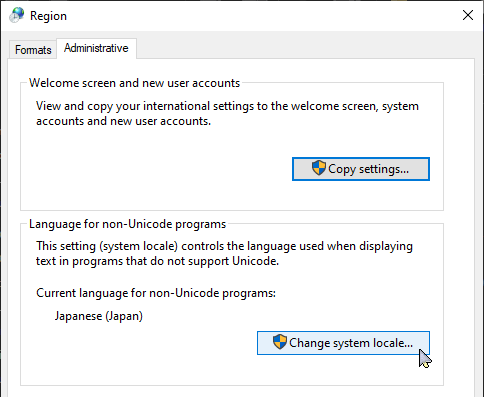 Region
Formats
Administrative
Welcome screen and new user accounts
View and copy your international settings to the welcome screen, system
accounts and new user accounts.
Copy settings...
Language for non-Unicode programs
This setting (system locale) controls the language used when displaying
text in programs that do not support Unicode.
Current language for non-Unicode programs:
Japanese (Japan)
Change system locale...